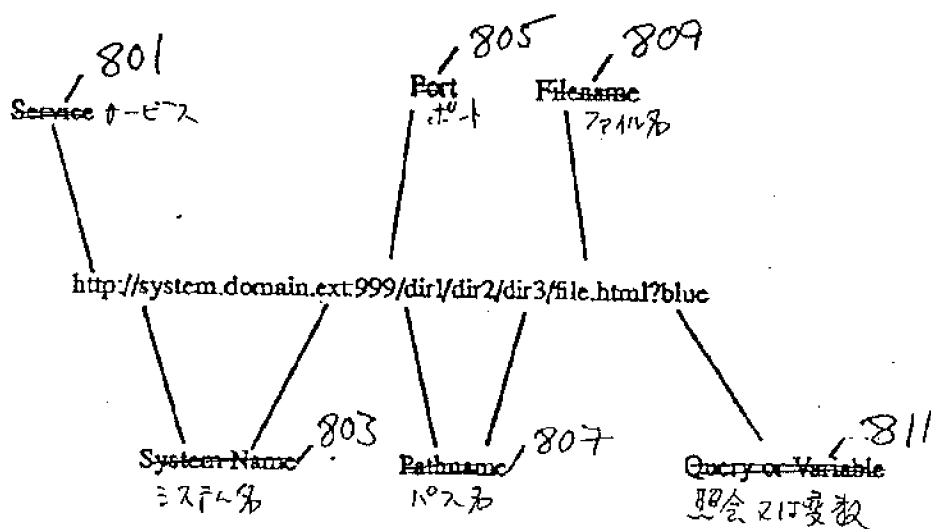 801
Service サービス
805
Port
ポート
809
Filename
ファイル名
http://system.domain.ext:999/dir1/dir2/dir3/file.html?blue
803
System Name
システム名
807
Pathname
パス名
811
Query or Variable
照会 又は変数